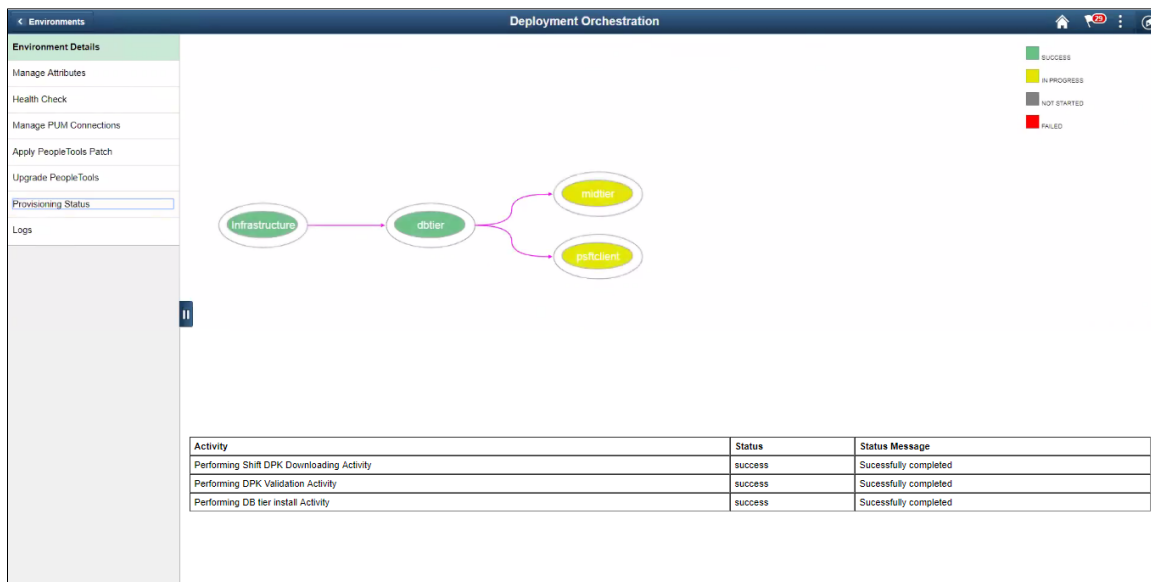 Environments
Deployment Orchestration
29
Environment Details
Manage Attributes
Health Check
Manage PUM Connections
Apply PeopleTools Patch
Upgrade PeopleTools
Provisioning Status
Logs
SUCCESS
IN PROGRESS
NOT STARTED
FAILED
midtier
Infrastructure
dbtier
psftclient
Activity Status Status Message
Performing Shift DPK Downloading Activity success Sucessfully completed
Performing DPK Validation Activity success Sucessfully completed
Performing DB tier install Activity success Sucessfully completed